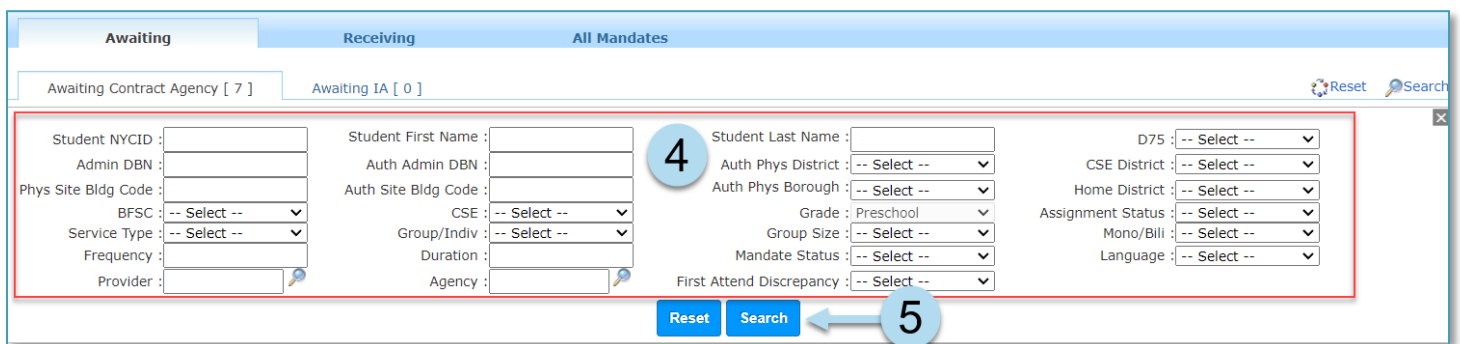 Awaiting Receiving All Mandates
Awaiting Contract Agency [ 7 ] Awaiting IA [ 0 ] Reset Search
Student NYCID : Student First Name : Student Last Name : D75 : -- Select --
Admin DBN : Auth Admin DBN : 4 Auth Phys District : -- Select -- CSE District : -- Select --
Phys Site Bldg Code : Auth Site Bldg Code : Auth Phys Borough : -- Select -- Home District : -- Select --
BFSC : -- Select -- CSE : -- Select -- Grade : Preschool Assignment Status : -- Select --
Service Type : -- Select -- Group/Indiv : -- Select -- Group Size : -- Select -- Mono/Bili : -- Select --
Frequency : Duration : Mandate Status : -- Select -- Language : -- Select --
Provider : Agency : First Attend Discrepancy : -- Select --
Reset Search 5